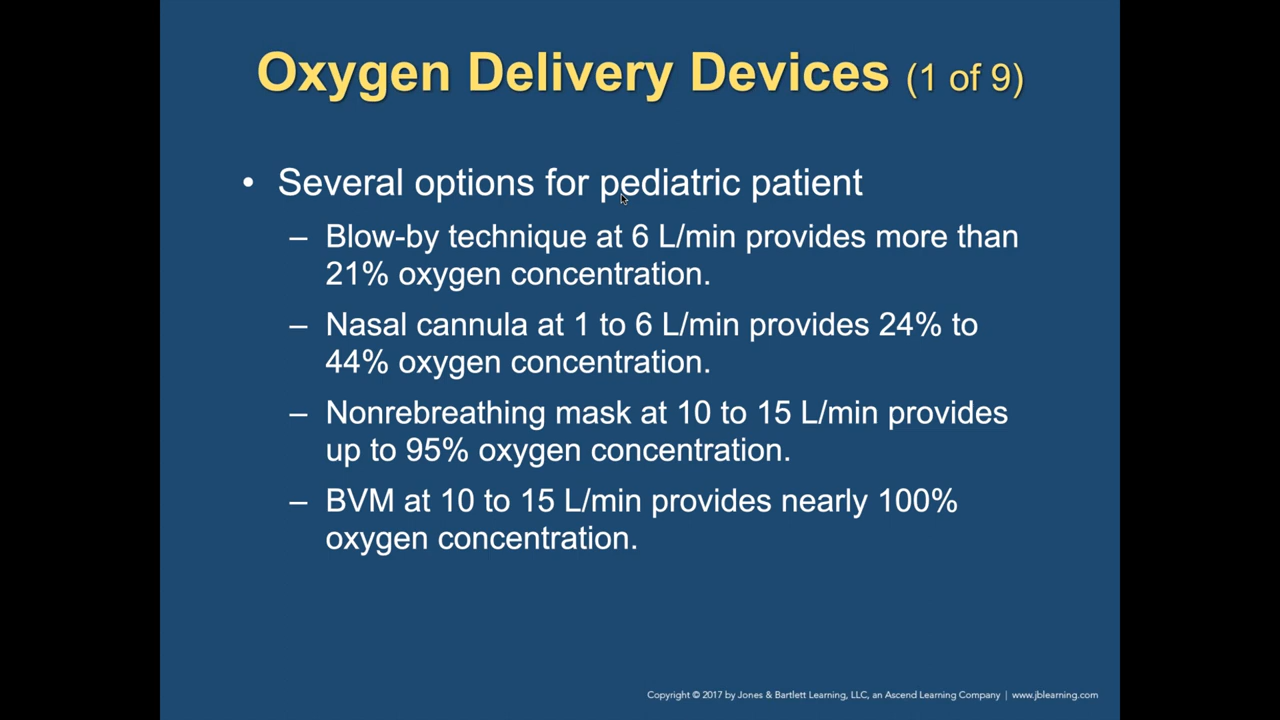 Oxygen Delivery Devices (1 of 9)
• Several options for pediatric patient
– Blow-by technique at 6 L/min provides more than
21% oxygen concentration.
– Nasal cannula at 1 to 6 L/min provides 24% to
44% oxygen concentration.
– Nonrebreathing mask at 10 to 15 L/min provides
up to 95% oxygen concentration.
– BVM at 10 to 15 L/min provides nearly 100%
oxygen concentration.
Copyright © 2017 by Jones & Bartlett Learning, LLC, an Ascend Learning Company | www.jblearning.com